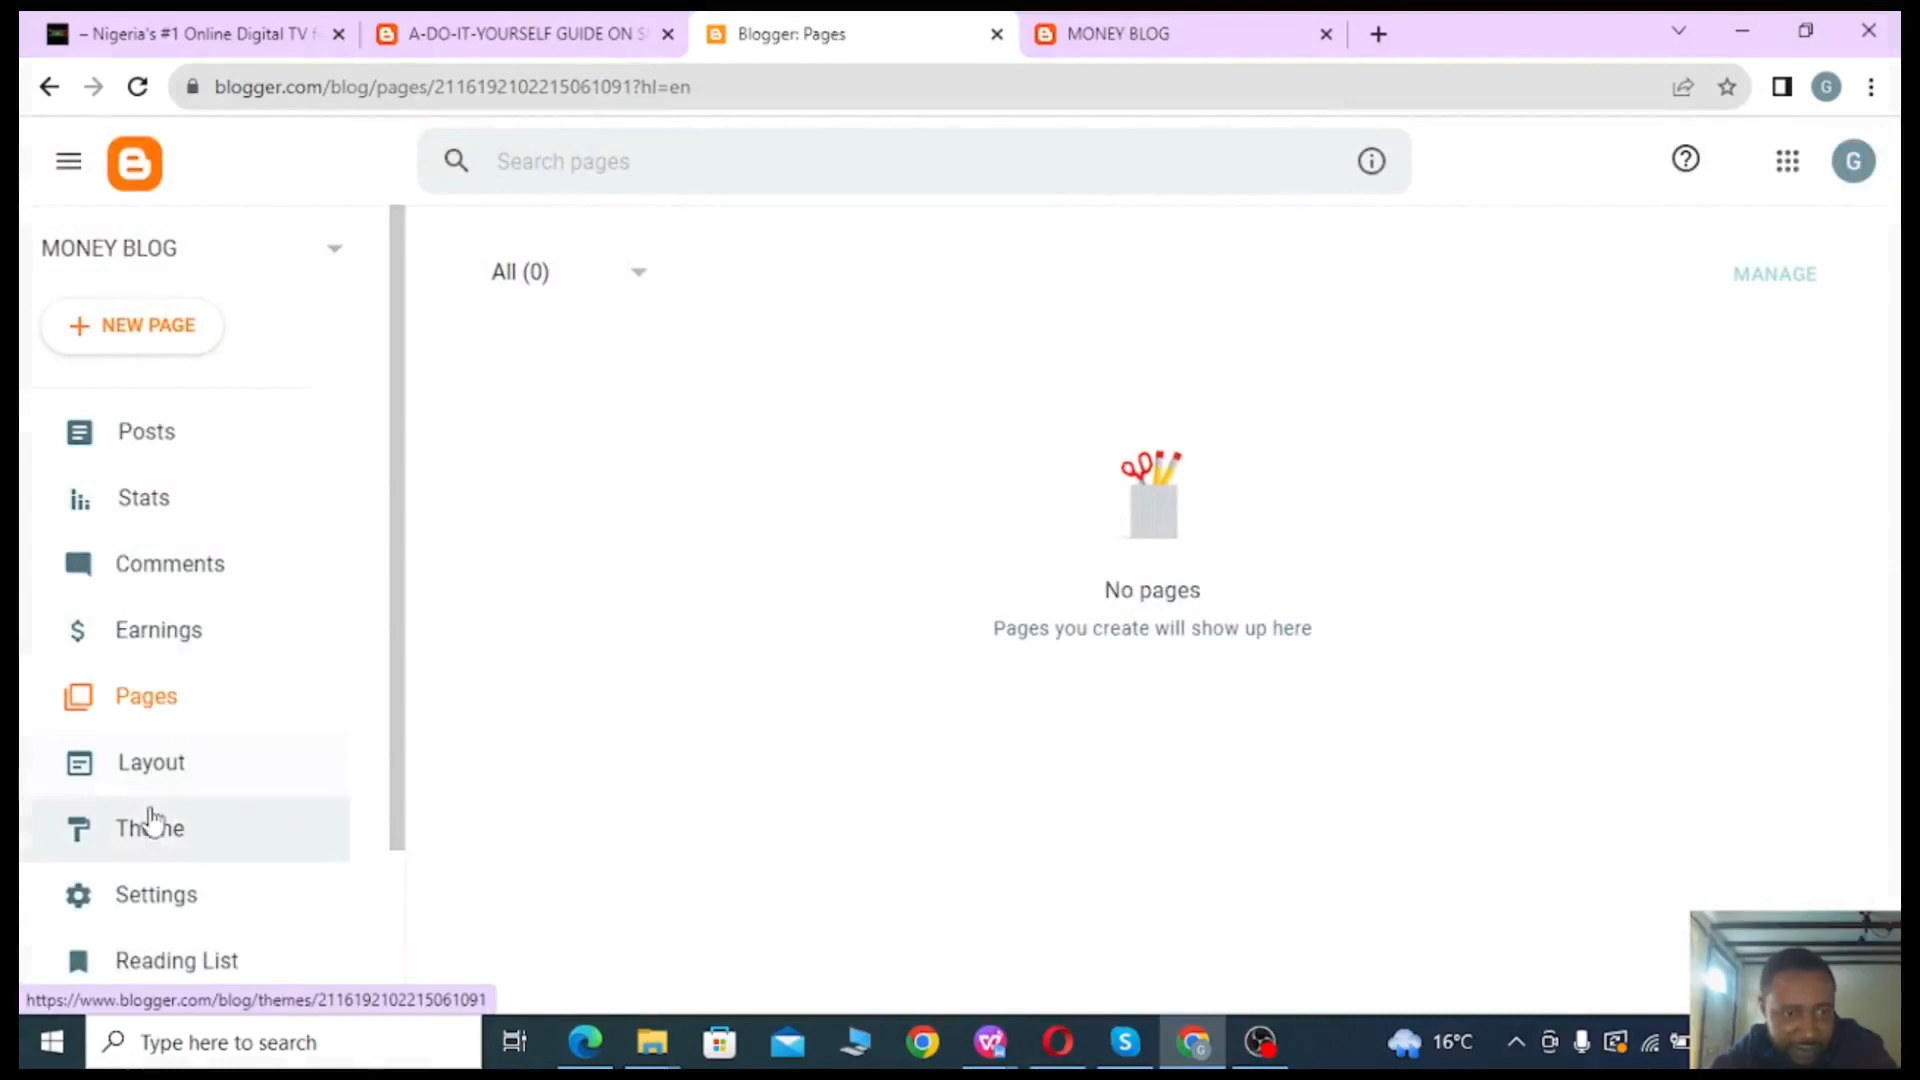 – Nigeria's #1 Online Digital TV f
A-DO-IT-YOURSELF GUIDE ON S
Blogger: Pages
MONEY BLOG
blogger.com/blog/pages/2116192102215061091?hl=en
G
Search pages
G
MONEY BLOG
All (0)
MANAGE
NEW PAGE
Posts
Stats
Comments
Earnings
No pages
Pages you create will show up here
Pages
Layout
Theme
Settings
Reading List
https://www.blogger.com/blog/themes/2116192102215061091
Type here to search
16°C